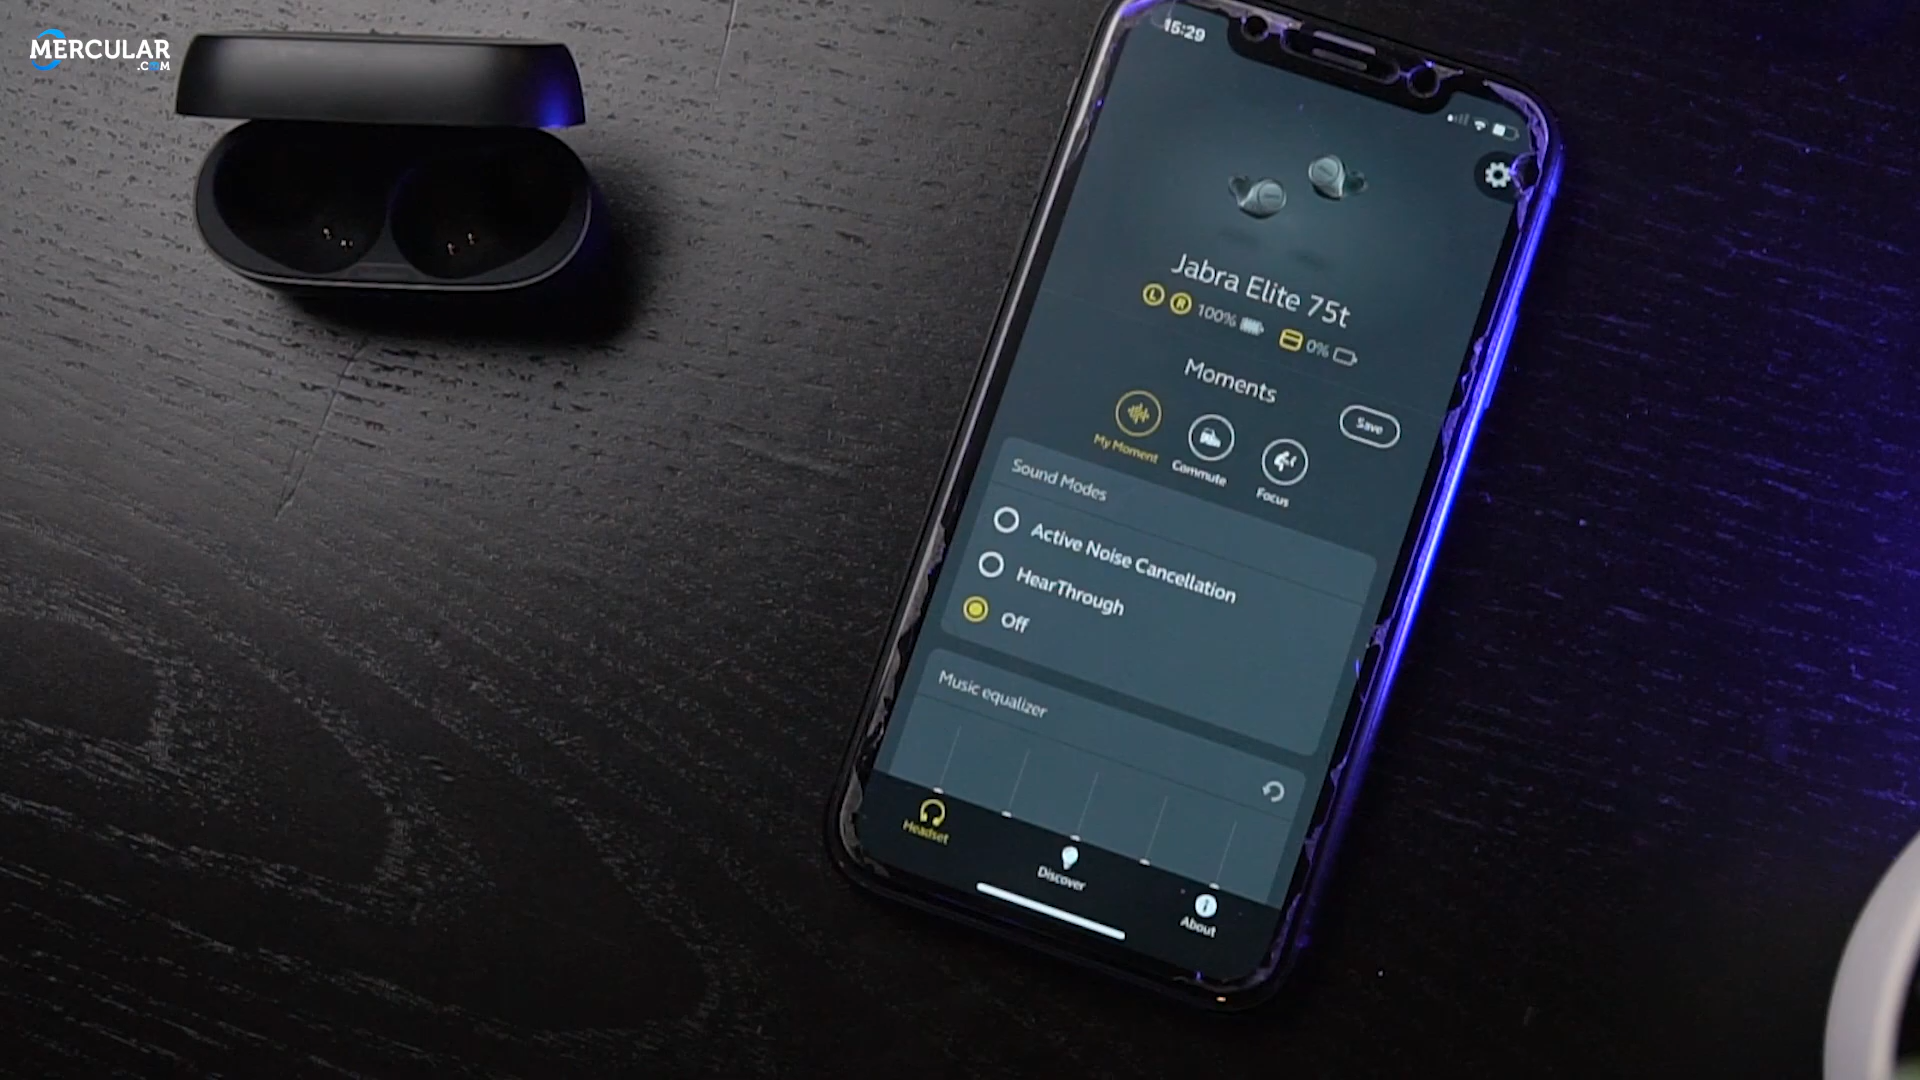 MERCULAR
.COM
15:29
Jabra Elite 75t
L R 100% 0%
Moments
Save
My Moment
Commute
Focus
Sound Modes
Active Noise Cancellation
HearThrough
Off
Music equalizer
Headset
Discover
About